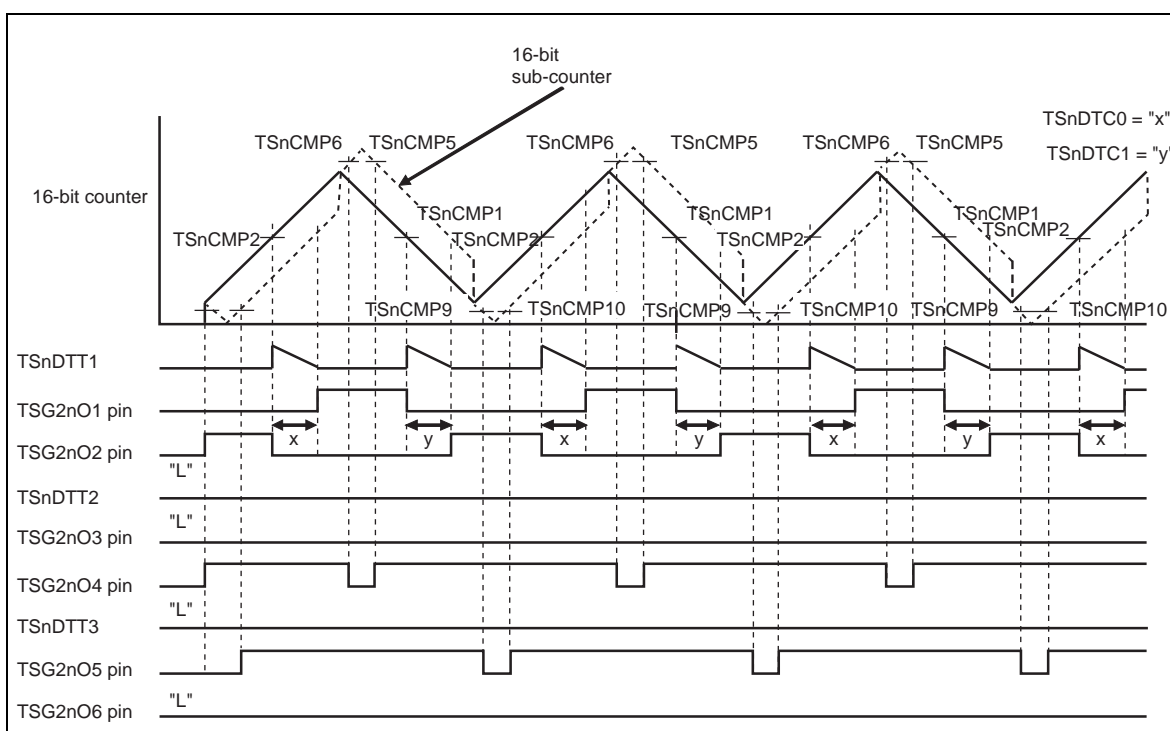 16-bit
sub-counter
TSnDTC0 = "x"
TSnCMP6 TSnCMP5 TSnCMP6 TSnCMP5 TSnCMP6 TSnCMP5
TSnDTC1 = "y"
16-bit counter
TSnCMP1 TSnCMP1 TSnCMP1
TSnCMP2 TSnCMP2 TSnCMP2 TSnCMP2
TSnCMP9 TSnCMP10 TSnCMP9 TSnCMP10 TSnCMP9 TSnCMP10
TSnDTT1
TSG2nO1 pin
x y x y x y x
TSG2nO2 pin
"L"
TSnDTT2
"L"
TSG2nO3 pin
TSG2nO4 pin
"L"
TSnDTT3
TSG2nO5 pin
"L"
TSG2nO6 pin